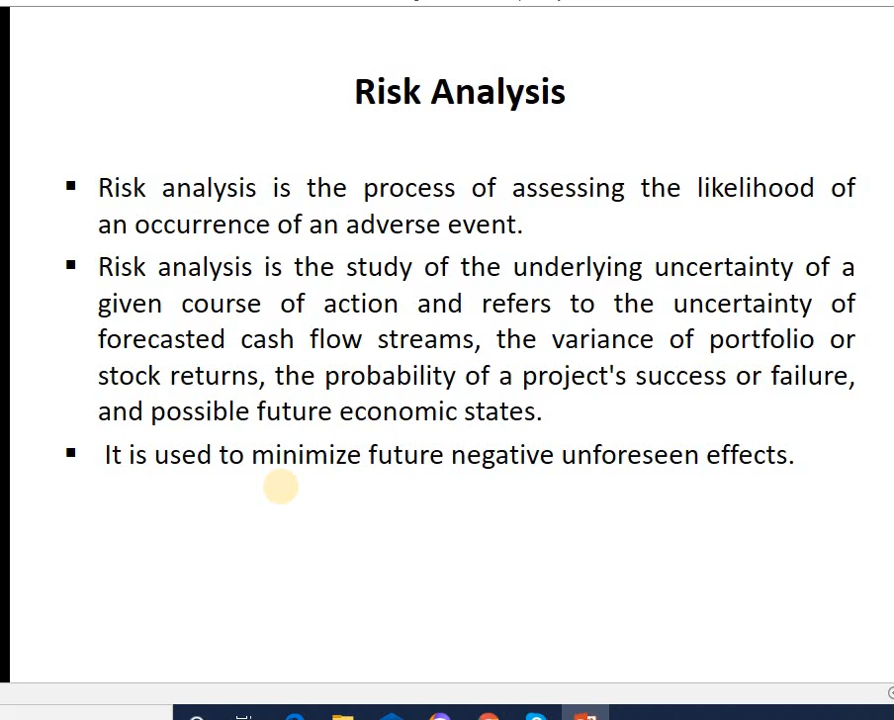 Risk Analysis
▪ Risk analysis is the process of assessing the likelihood of
an occurrence of an adverse event.
▪ Risk analysis is the study of the underlying uncertainty of a
given course of action and refers to the uncertainty of
forecasted cash flow streams, the variance of portfolio or
stock returns, the probability of a project's success or failure,
and possible future economic states.
▪ It is used to minimize future negative unforeseen effects.